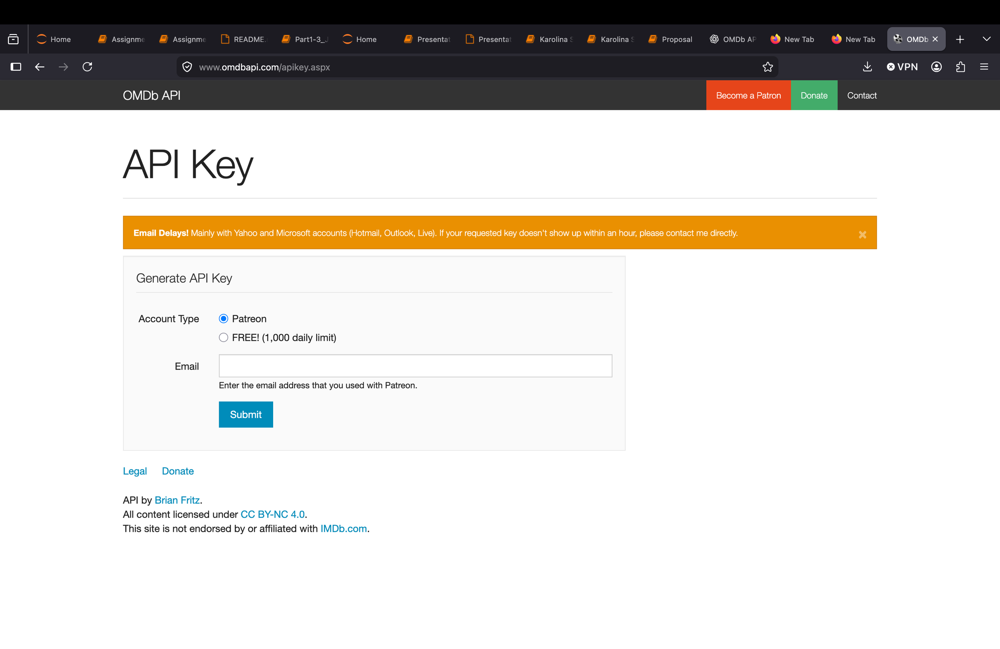 Home Assignme Assignme README. Part1-3_J Home Presentat Presentat Karolina S Karolina S Proposal OMDb AP New Tab New Tab OMDb
www.omdbapi.com/apikey.aspx VPN
OMDb API Become a Patron Donate Contact
API Key
Email Delays! Mainly with Yahoo and Microsoft accounts (Hotmail, Outlook, Live). If your requested key doesn't show up within an hour, please contact me directly.
Generate API Key
Account Type Patreon
FREE! (1,000 daily limit)
Email
Enter the email address that you used with Patreon.
Submit
Legal Donate
API by Brian Fritz.
All content licensed under CC BY-NC 4.0.
This site is not endorsed by or affiliated with IMDb.com.